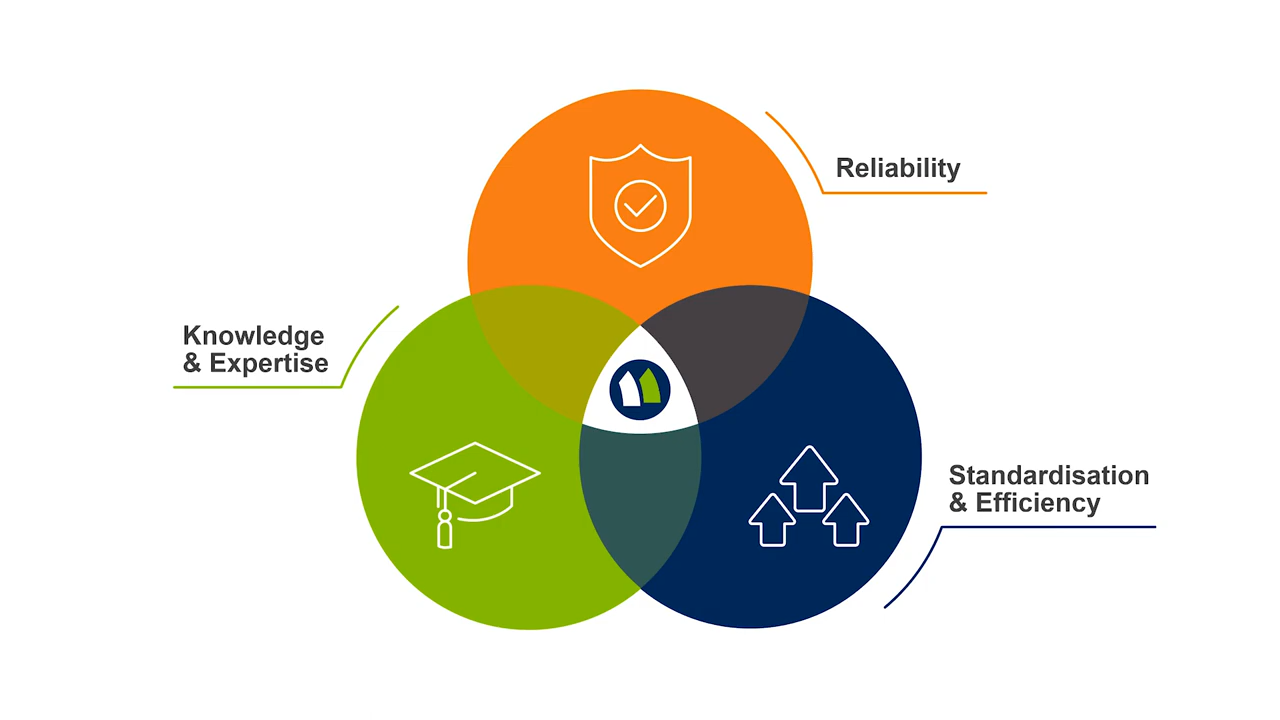 Reliability
Knowledge
& Expertise
Standardisation
& Efficiency